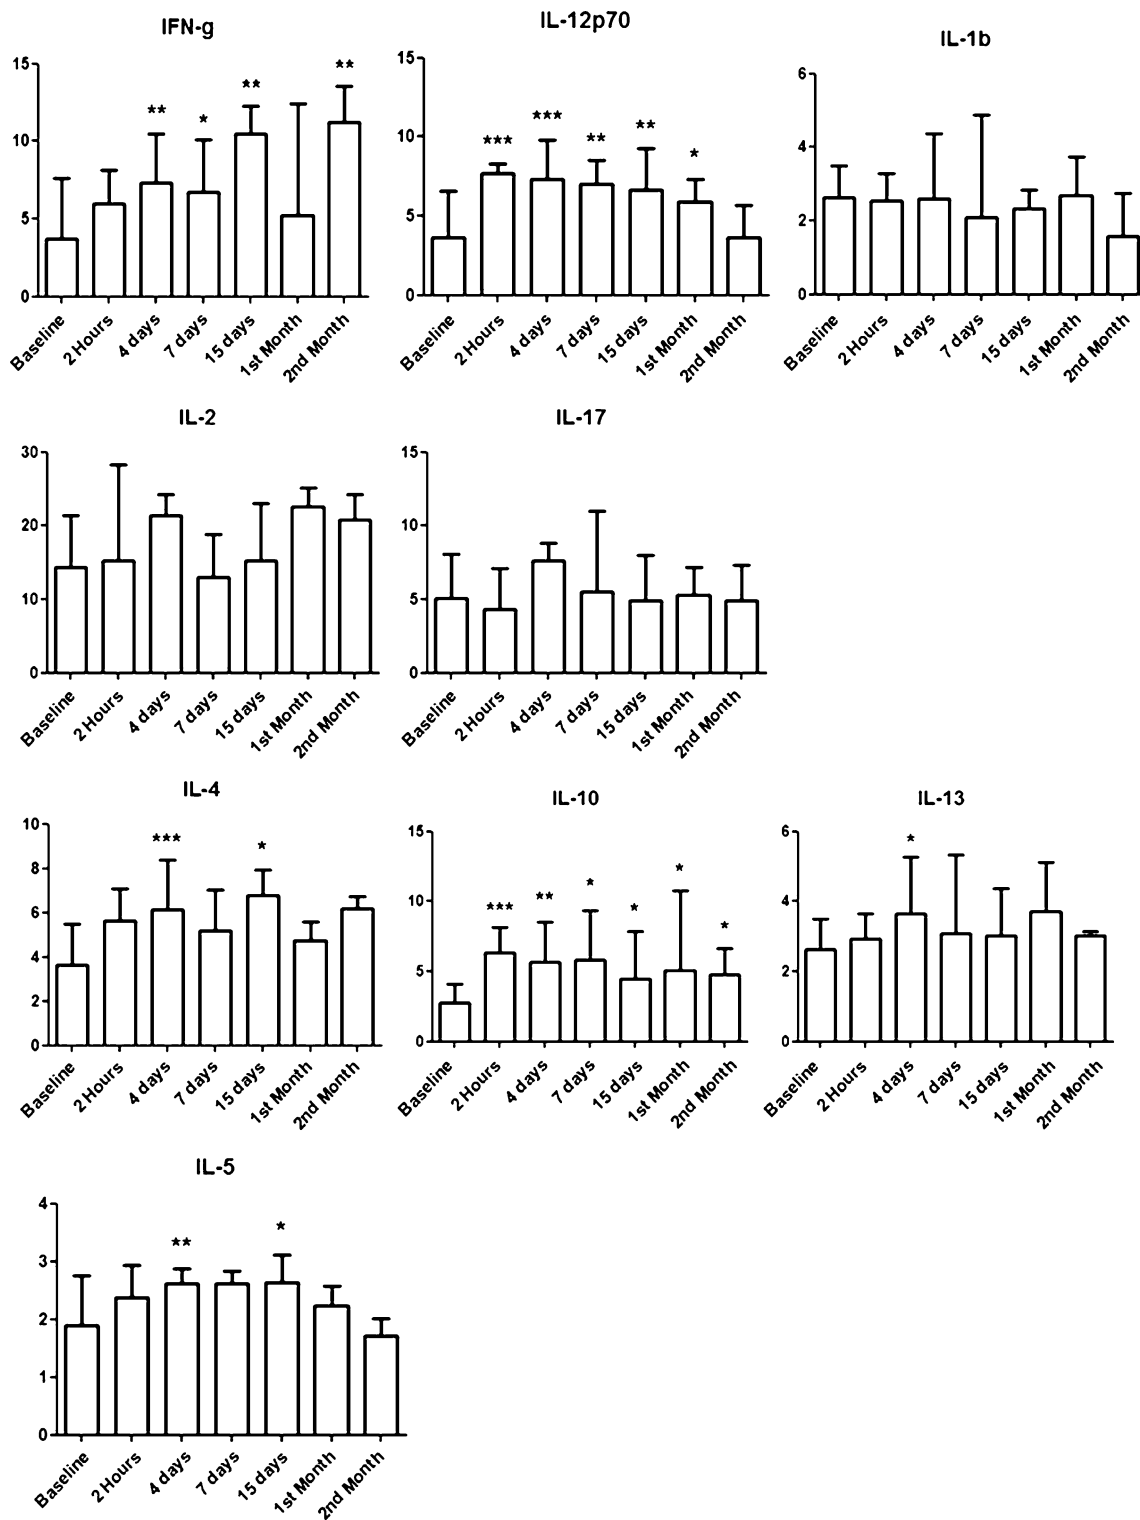 IFN-g
15
10
5
0
** * ** **
Baseline 2 Hours 4 days 7 days 15 days 1st Month 2nd Month
IL-12p70
15
10
5
0
*** *** ** ** *
Baseline 2 Hours 4 days 7 days 15 days 1st Month 2nd Month
IL-1b
6
4
2
0
Baseline 2 Hours 4 days 7 days 15 days 1st Month 2nd Month
IL-2
30
20
10
0
Baseline 2 Hours 4 days 7 days 15 days 1st Month 2nd Month
IL-17
15
10
5
0
Baseline 2 Hours 4 days 7 days 15 days 1st Month 2nd Month
IL-4
10
8
6
4
2
0
*** *
Baseline 2 Hours 4 days 7 days 15 days 1st Month 2nd Month
IL-10
15
10
5
0
*** ** * * * *
Baseline 2 Hours 4 days 7 days 15 days 1st Month 2nd Month
IL-13
6
4
2
0
*
Baseline 2 Hours 4 days 7 days 15 days 1st Month 2nd Month
IL-5
4
3
2
1
0
** *
Baseline 2 Hours 4 days 7 days 15 days 1st Month 2nd Month